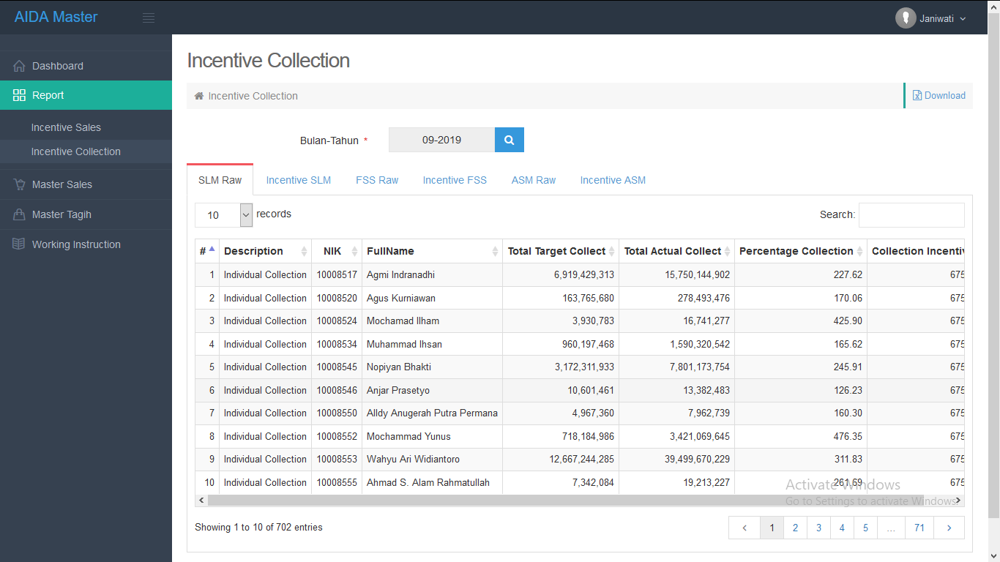 AIDA Master
Janiwati
Dashboard
Report
Incentive Sales
Incentive Collection
Master Sales
Master Tagih
Working Instruction
Incentive Collection
Incentive Collection
Download
Bulan-Tahun * 09-2019
SLM Raw Incentive SLM FSS Raw Incentive FSS ASM Raw Incentive ASM
10 records Search:
# Description NIK FullName Total Target Collect Total Actual Collect Percentage Collection Collection Incentiv
1 Individual Collection 10008517 Agmi Indranadhi 6,919,429,313 15,750,144,902 227.62 675
2 Individual Collection 10008520 Agus Kurniawan 163,765,680 278,493,476 170.06 675
3 Individual Collection 10008524 Mochamad Ilham 3,930,783 16,741,277 425.90 675
4 Individual Collection 10008534 Muhammad Ihsan 960,197,468 1,590,320,542 165.62 675
5 Individual Collection 10008545 Nopiyan Bhakti 3,172,311,933 7,801,173,754 245.91 675
6 Individual Collection 10008546 Anjar Prasetyo 10,601,461 13,382,483 126.23 675
7 Individual Collection 10008550 Alldy Anugerah Putra Permana 4,967,360 7,962,739 160.30 675
8 Individual Collection 10008552 Mochammad Yunus 718,184,986 3,421,069,645 476.35 675
9 Individual Collection 10008553 Wahyu Ari Widiantoro 12,667,244,285 39,499,670,229 311.83 675
10 Individual Collection 10008555 Ahmad S. Alam Rahmatullah 7,342,084 19,213,227 261.69 675
Activate Windows
Go to Settings to activate Windows.
Showing 1 to 10 of 702 entries
1 2 3 4 5 ... 71